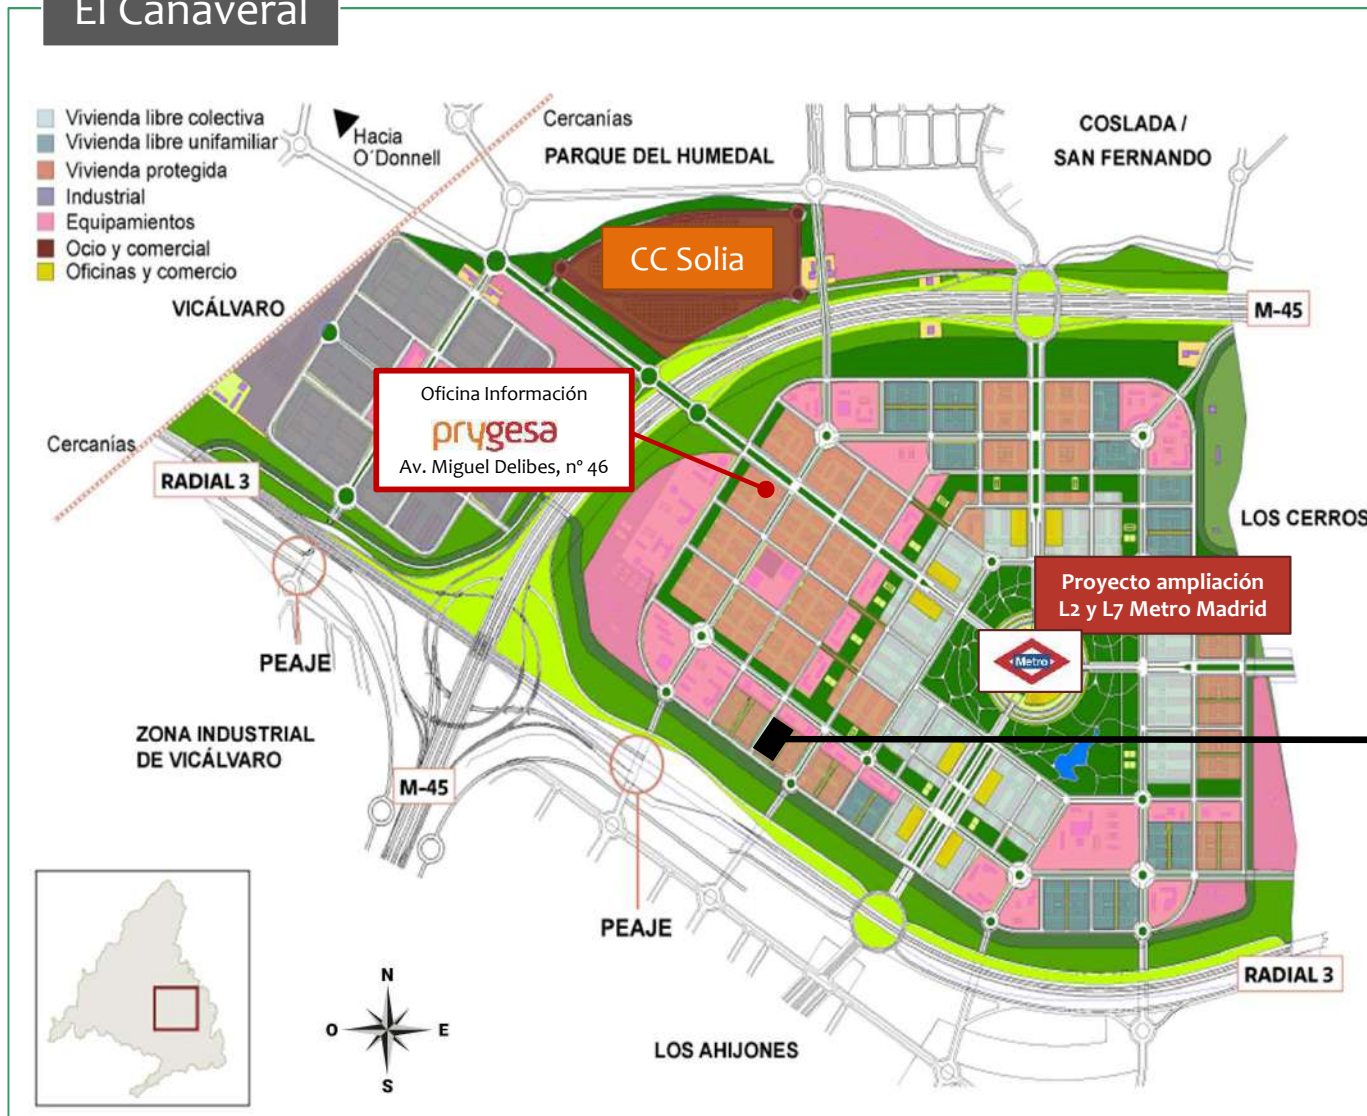 El Cañaveral
Vivienda libre colectiva
Vivienda libre unifamiliar
Vivienda protegida
Industrial
Equipamientos
Ocio y comercial
Oficinas y comercio
Hacia
O´Donnell
Cercanías
PARQUE DEL HUMEDAL
COSLADA /
SAN FERNANDO
CC Solia
VICÁLVARO
M-45
Oficina Información
prygesa
Av. Miguel Delibes, nº 46
Cercanías
RADIAL 3
LOS CERROS
Proyecto ampliación
L2 y L7 Metro Madrid
Metro
PEAJE
ZONA INDUSTRIAL
DE VICÁLVARO
M-45
PEAJE
RADIAL 3
LOS AHIJONES
N
O
E
S